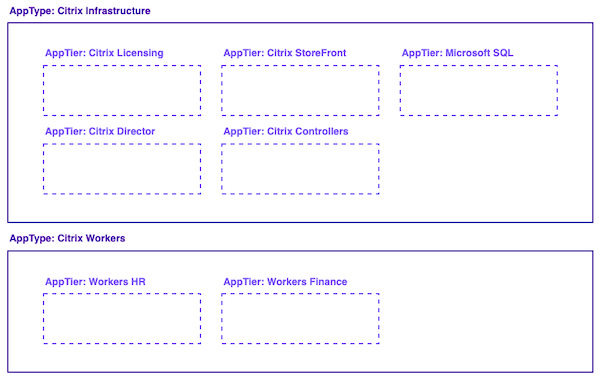 AppType: Citrix Infrastructure
AppTier: Citrix Licensing
AppTier: Citrix StoreFront
AppTier: Microsoft SQL
AppTier: Citrix Director
AppTier: Citrix Controllers
AppType: Citrix Workers
AppTier: Workers HR
AppTier: Workers Finance